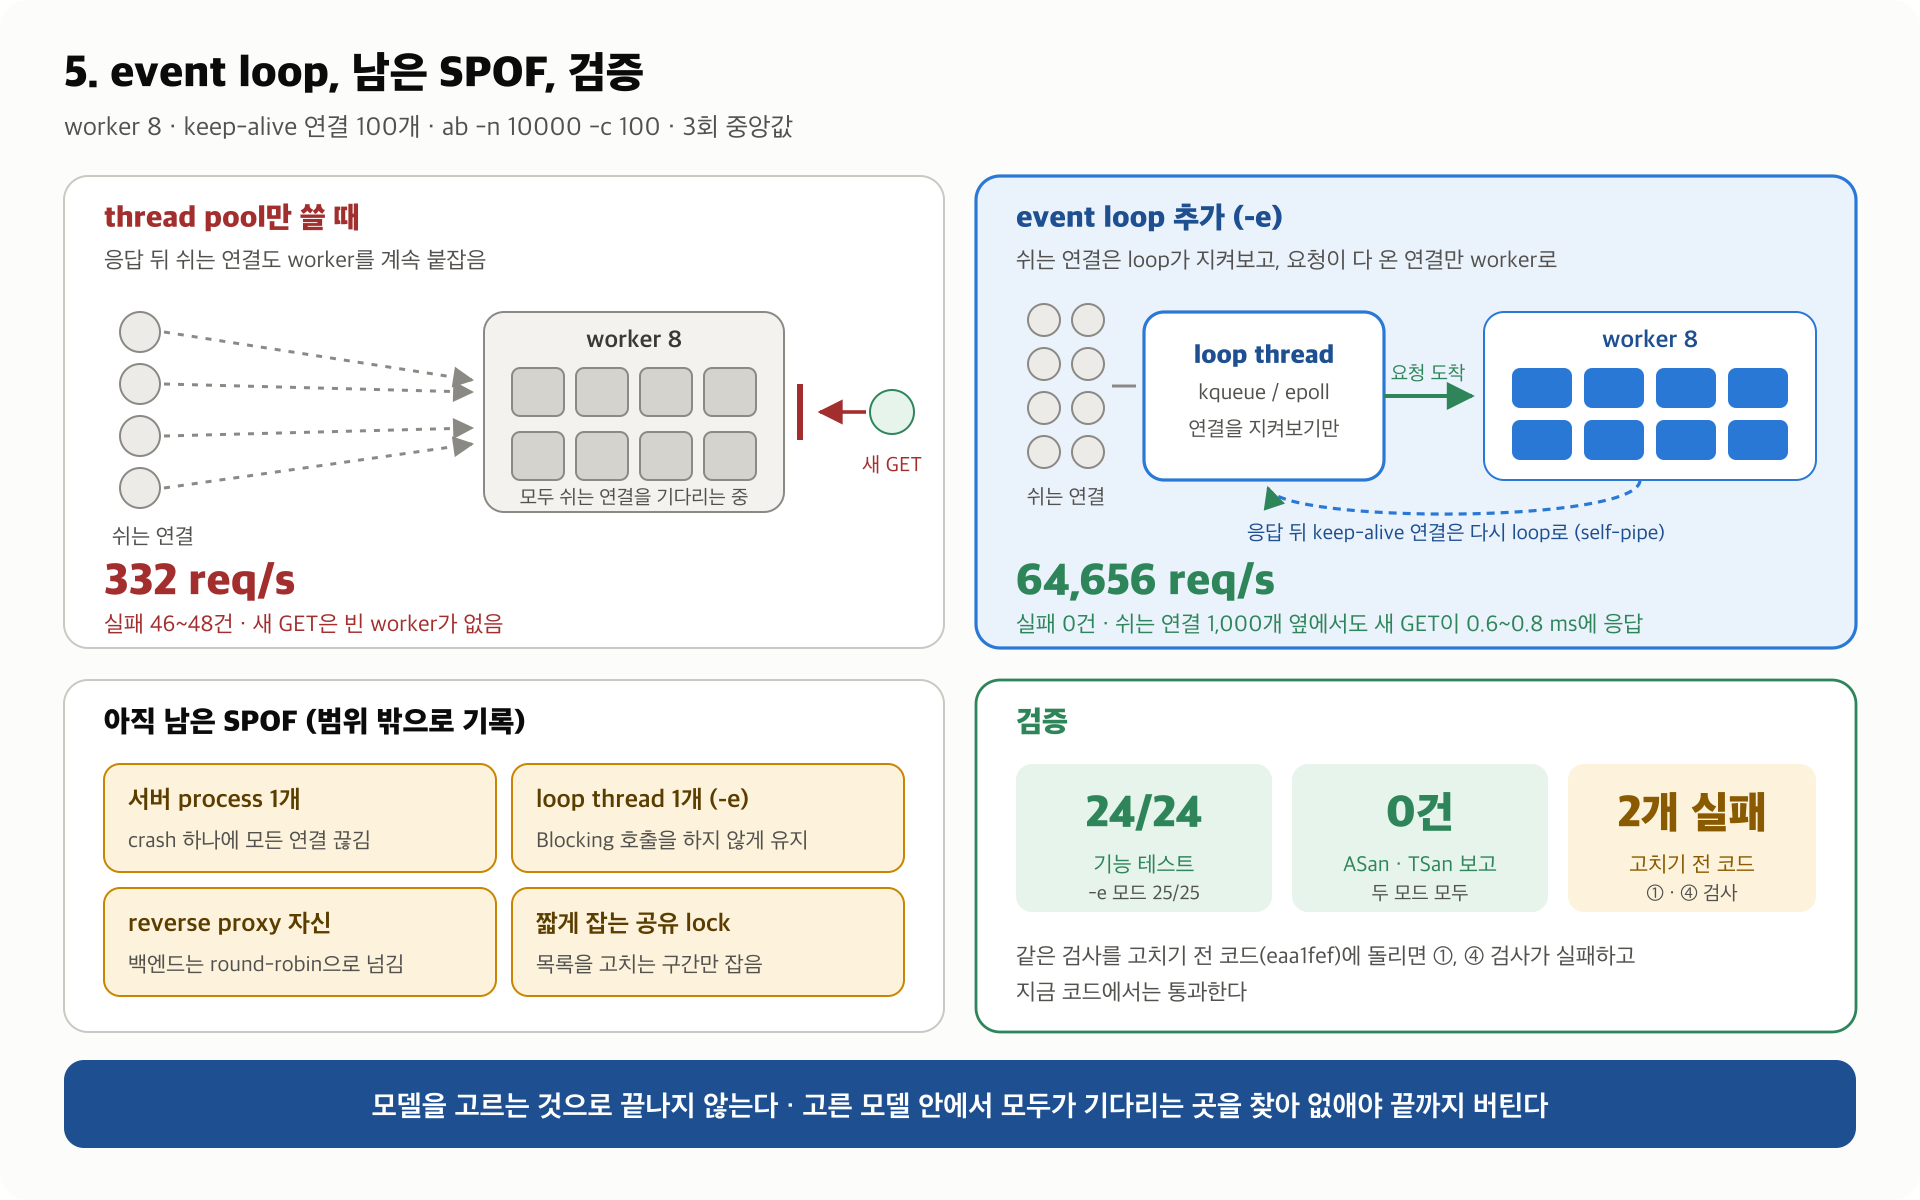 5. event loop, 남은 SPOF, 검증
worker 8 · keep-alive 연결 100개 · ab -n 10000 -c 100 · 3회 중앙값
thread pool만 쓸 때
응답 뒤 쉬는 연결도 worker를 계속 붙잡음
worker 8
모두 쉬는 연결을 기다리는 중
새 GET
쉬는 연결
332 req/s
실패 46~48건 · 새 GET은 빈 worker가 없음
event loop 추가 (-e)
쉬는 연결은 loop가 지켜보고, 요청이 다 온 연결만 worker로
loop thread
kqueue / epoll
연결을 지켜보기만
요청 도착
worker 8
쉬는 연결
응답 뒤 keep-alive 연결은 다시 loop로 (self-pipe)
64,656 req/s
실패 0건 · 쉬는 연결 1,000개 옆에서도 새 GET이 0.6~0.8 ms에 응답
아직 남은 SPOF (범위 밖으로 기록)
서버 process 1개
crash 하나에 모든 연결 끊김
loop thread 1개 (-e)
Blocking 호출을 하지 않게 유지
reverse proxy 자신
백엔드는 round-robin으로 넘김
짧게 잡는 공유 lock
목록을 고치는 구간만 잡음
검증
24/24
기능 테스트
-e 모드 25/25
0건
ASan · TSan 보고
두 모드 모두
2개 실패
고치기 전 코드
① · ④ 검사
같은 검사를 고치기 전 코드(eaa1fef)에 돌리면 ①, ④ 검사가 실패하고
지금 코드에서는 통과한다
모델을 고르는 것으로 끝나지 않는다 · 고른 모델 안에서 모두가 기다리는 곳을 찾아 없애야 끝까지 버틴다